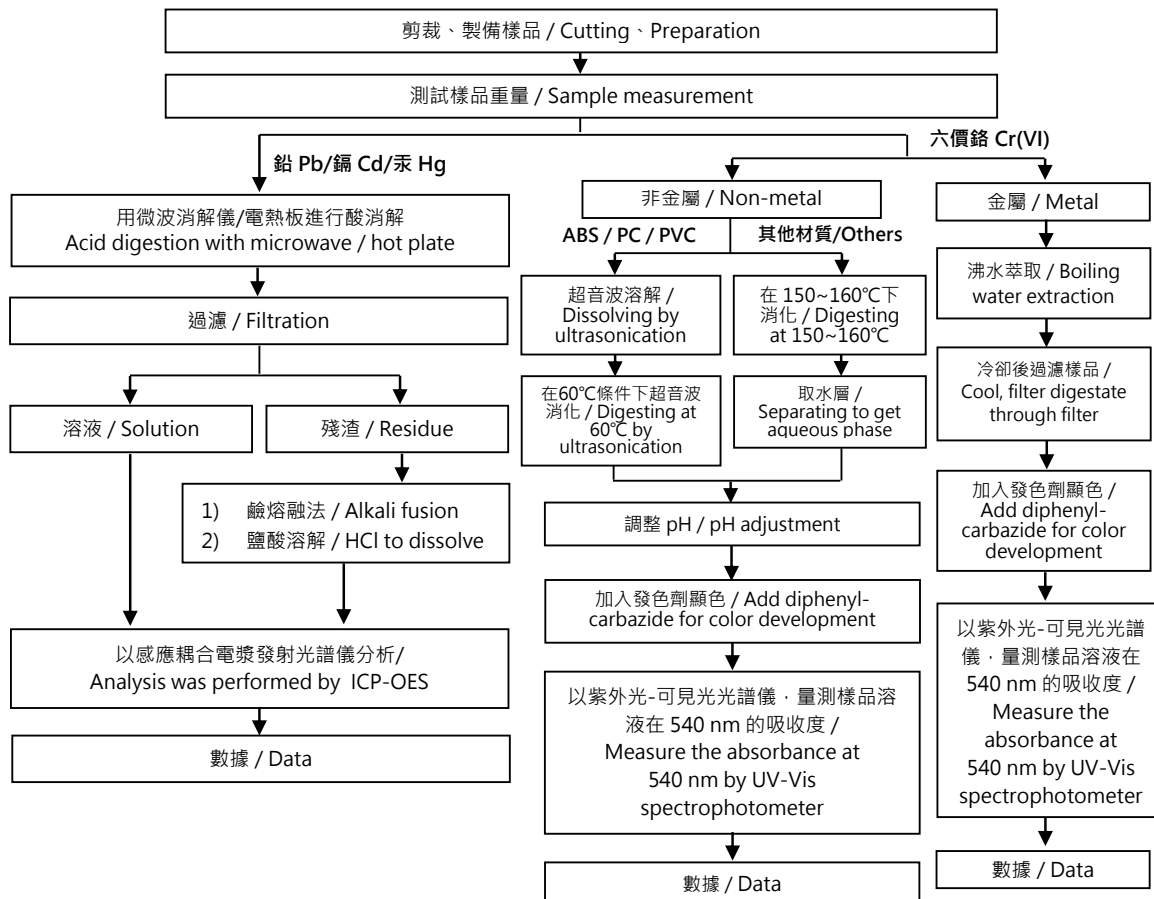 剪裁、製備樣品 / Cutting、Preparation
測試樣品重量 / Sample measurement
鉛 Pb/鎘 Cd/汞 Hg
用微波消解儀/電熱板進行酸消解
Acid digestion with microwave / hot plate
過濾 / Filtration
溶液 / Solution
殘渣 / Residue
1) 鹼熔融法 / Alkali fusion
2) 鹽酸溶解 / HCl to dissolve
以感應耦合電漿發射光譜儀分析/
Analysis was performed by ICP-OES
數據 / Data
六價鉻 Cr(VI)
非金屬 / Non-metal
ABS / PC / PVC
超音波溶解 /
Dissolving by
ultrasonication
在60℃條件下超音波
消化 / Digesting at
60℃ by
ultrasonication
其他材質/Others
在 150~160℃下
消化 / Digesting
at 150~160℃
取水層 /
Separating to get
aqueous phase
調整 pH / pH adjustment
加入發色劑顯色 / Add diphenyl-
carbazide for color development
以紫外光-可見光光譜儀，量測樣品溶
液在 540 nm 的吸收度 /
Measure the absorbance at
540 nm by UV-Vis
spectrophotometer
數據 / Data
金屬 / Metal
沸水萃取 / Boiling
water extraction
冷卻後過濾樣品 /
Cool, filter digestate
through filter
加入發色劑顯色 /
Add diphenyl-
carbazide for color
development
以紫外光-可見光光譜
儀，量測樣品溶液在
540 nm 的吸收度 /
Measure the
absorbance at
540 nm by UV-Vis
spectrophotometer
數據 / Data